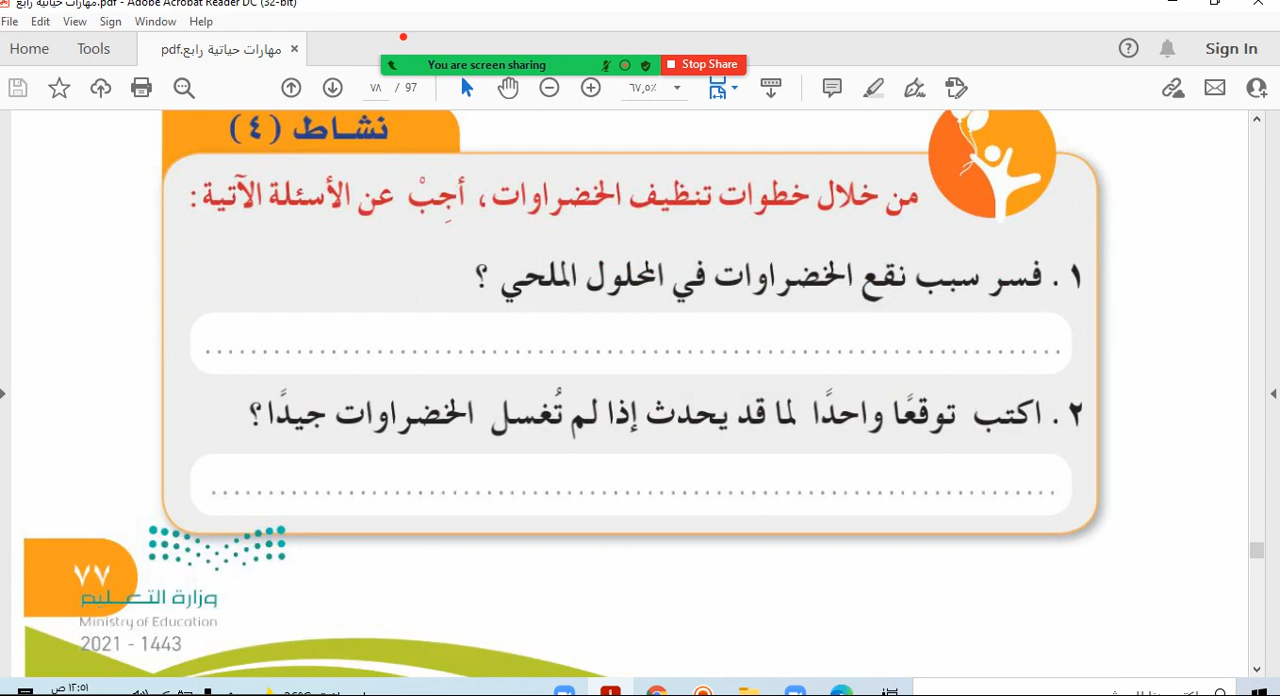 مهارات حياتية رابع.pdf - Adobe Acrobat Reader DC (32-bit)
File Edit View Sign Window Help
Home Tools مهارات حياتية رابع.pdf × Sign In
You are screen sharing Stop Share
٧٨ / 97 ٦٧٫٥٪
نشاط (٤)
من خلال خطوات تنظيف الخضراوات، أجِبْ عن الأسئلة الآتية :
١ . فسر سبب نقع الخضراوات في المحلول الملحي ؟
٢ . اكتب توقعًا واحدًا لما قد يحدث إذا لم تُغسل الخضراوات جيدًا؟
٧٧
وزارة التعليم
Ministry of Education
2021 - 1443
١٢:٥١ ص